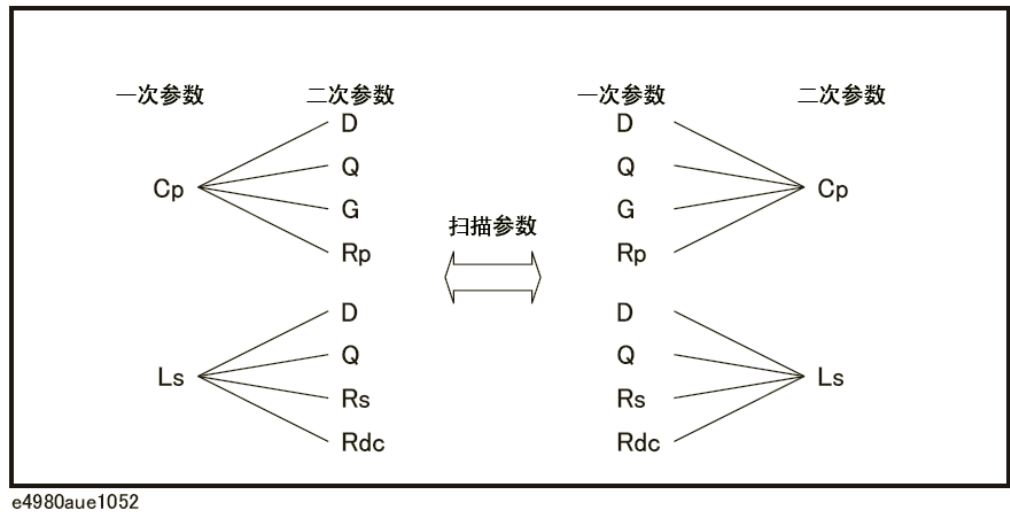 一次参数 二次参数 一次参数 二次参数
D D
Q Q
Cp Cp
G G
扫描参数
Rp Rp
D D
Q Q
Ls Ls
Rs Rs
Rdc Rdc
e4980aue1052